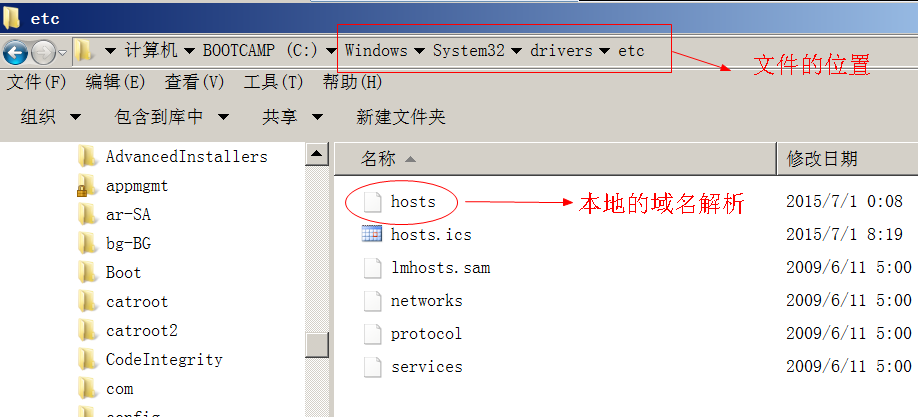 etc
计算机 BOOTCAMP (C:) Windows System32 drivers etc
文件的位置
文件(F) 编辑(E) 查看(V) 工具(T) 帮助(H)
组织 包含到库中 共享 新建文件夹
AdvancedInstallers
appmgmt
ar-SA
bg-BG
Boot
catroot
catroot2
CodeIntegrity
com
config
名称 修改日期
hosts 本地的域名解析 2015/7/1 0:08
hosts.ics 2015/7/1 8:19
lmhosts.sam 2009/6/11 5:00
networks 2009/6/11 5:00
protocol 2009/6/11 5:00
services 2009/6/11 5:00